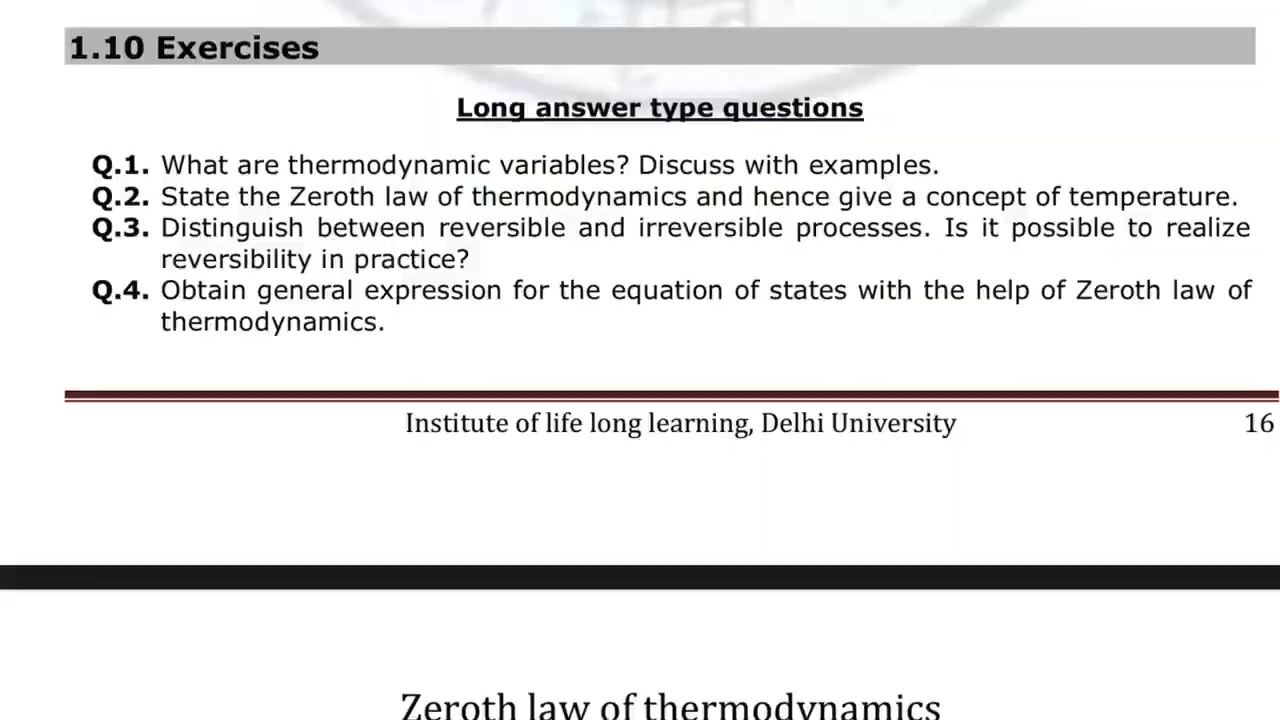 1.10 Exercises
Long answer type questions
Q.1. What are thermodynamic variables? Discuss with examples.
Q.2. State the Zeroth law of thermodynamics and hence give a concept of temperature.
Q.3. Distinguish between reversible and irreversible processes. Is it possible to realize
reversibility in practice?
Q.4. Obtain general expression for the equation of states with the help of Zeroth law of
thermodynamics.
Institute of life long learning, Delhi University 16
Zeroth law of thermodynamics